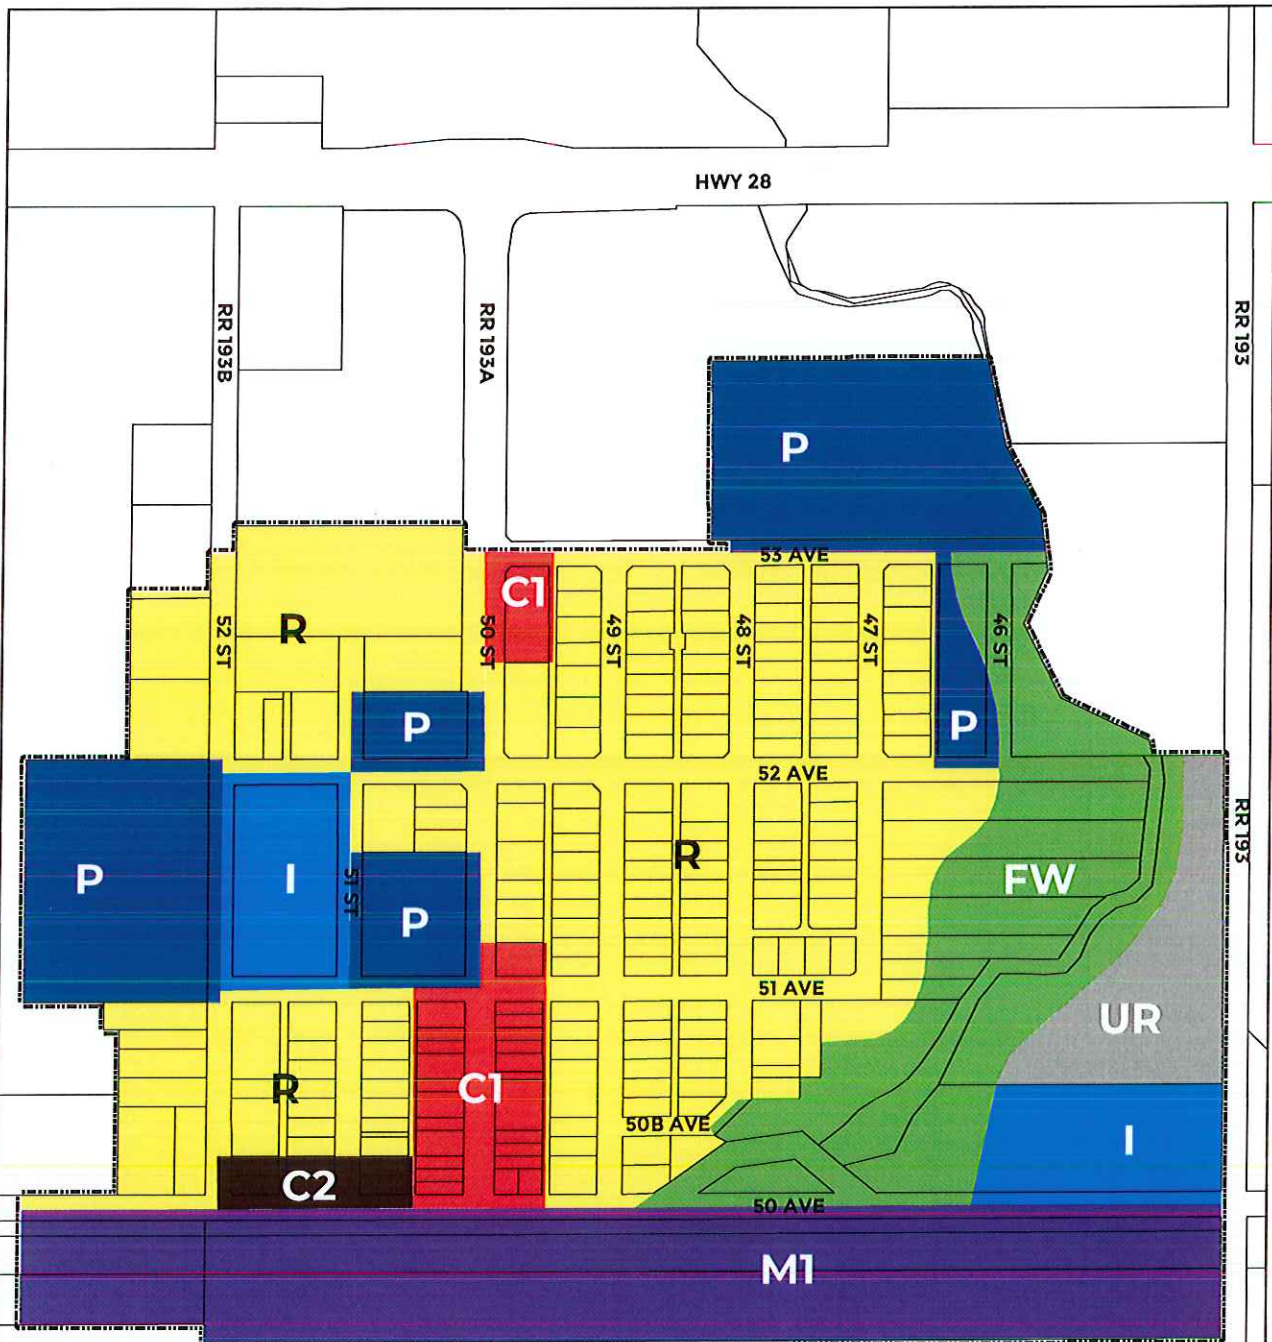 HWY 28
RR 193B
RR 193A
RR 193
P
53 AVE
C1
R
52 ST
50 ST
49 ST
48 ST
47 ST
46 ST
P
P
52 AVE
RR 193
P
I
51 ST
P
R
FW
51 AVE
UR
R
C1
50B AVE
I
C2
50 AVE
M1